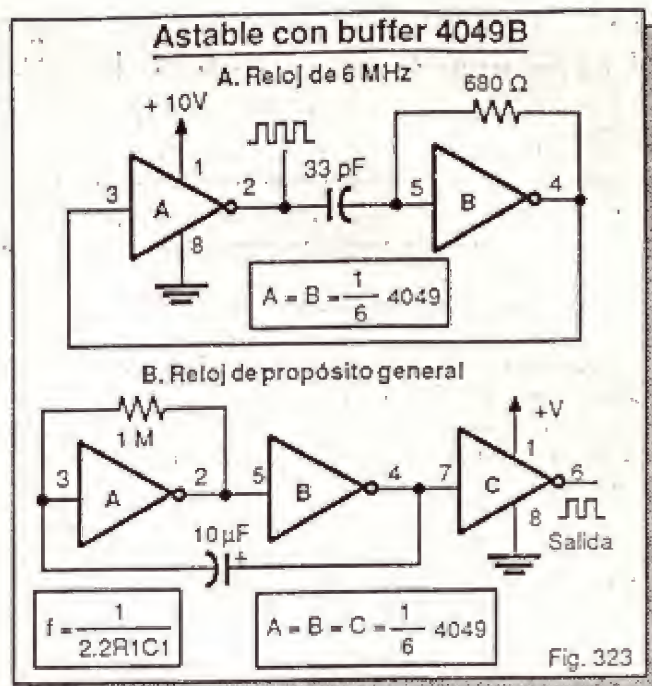 Astable con buffer 4049B
A. Reloj de 6 MHz
680 Ω
+ 10V
1
33 pF
3
A
2
5
B
4
8
A = B = 1/6 4049
B. Reloj de propósito general
1 M
+V
1
3
A
2
5
B
4
7
C
6
10 µF
+
8
Salida
f = 1/2.2R1C1
A = B = C = 1/6 4049
Fig. 323